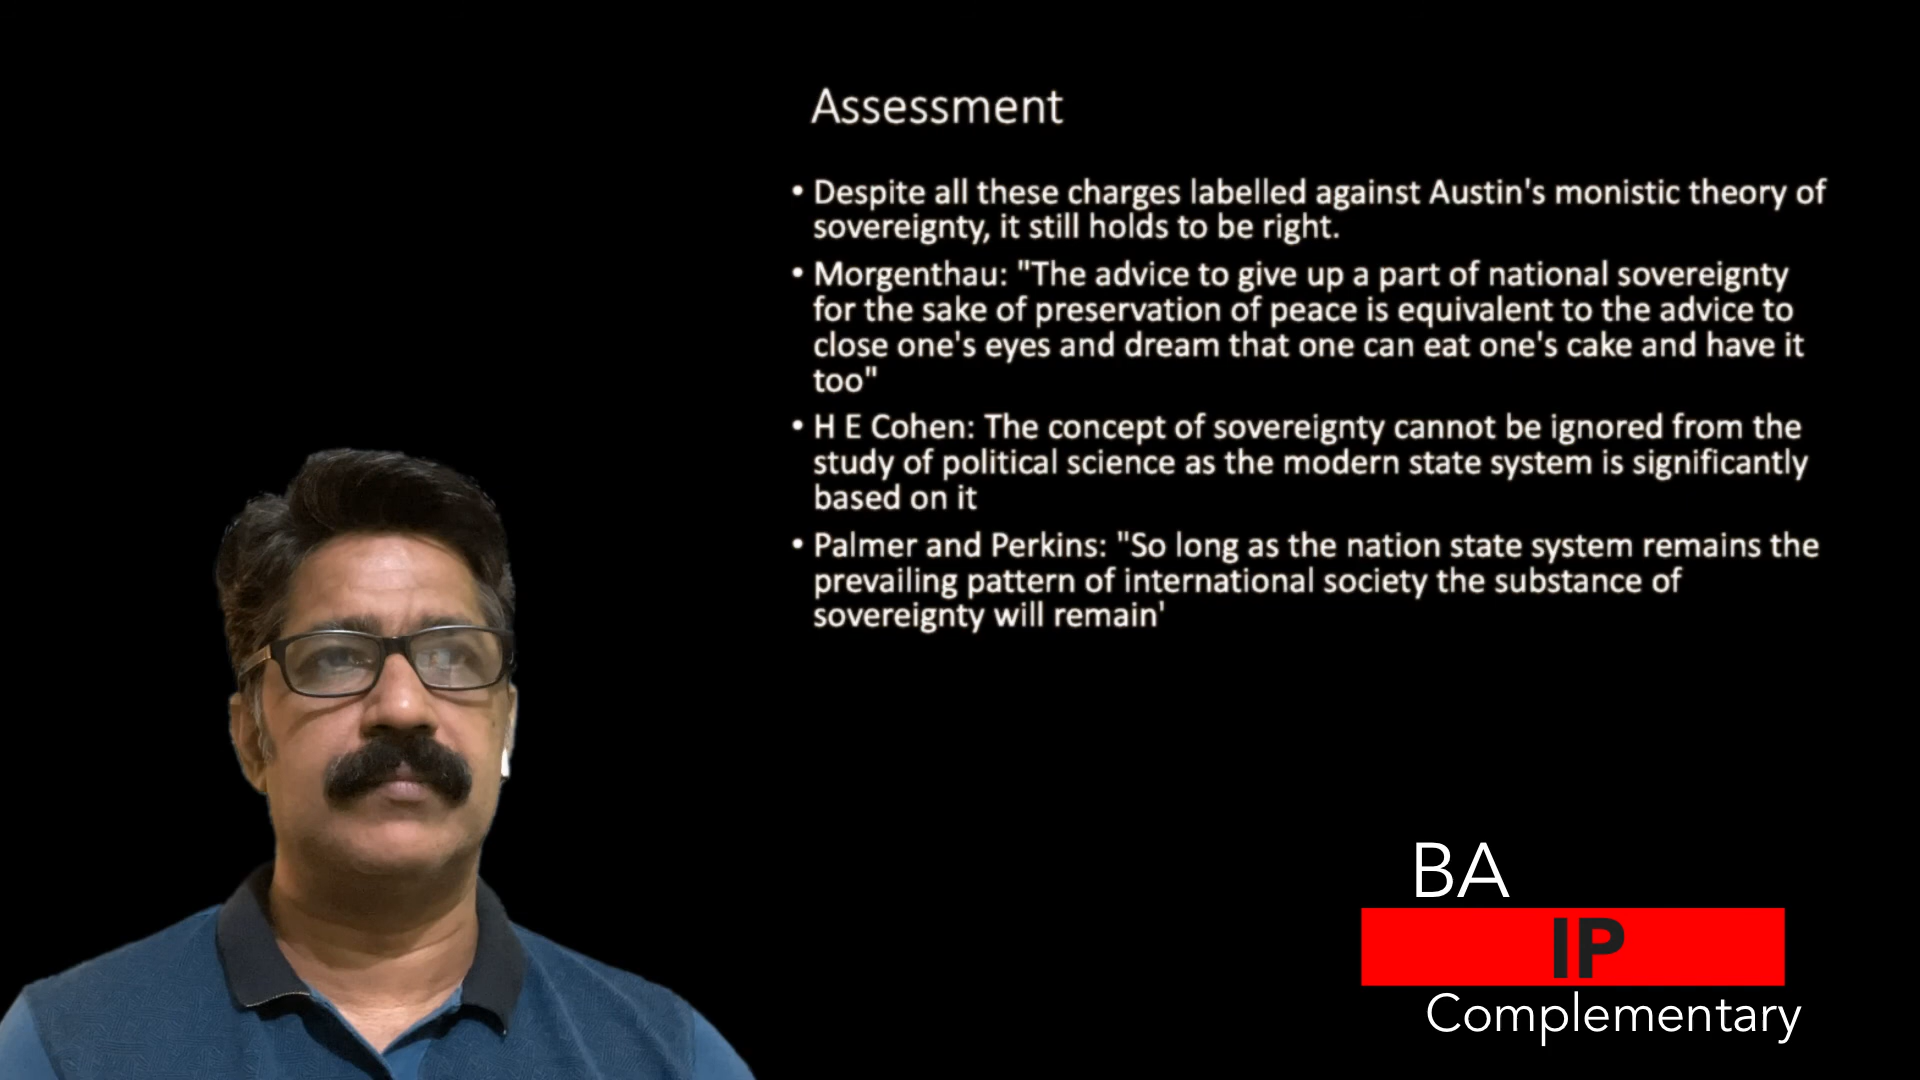 Assessment
• Despite all these charges labelled against Austin's monistic theory of
sovereignty, it still holds to be right.
• Morgenthau: "The advice to give up a part of national sovereignty
for the sake of preservation of peace is equivalent to the advice to
close one's eyes and dream that one can eat one's cake and have it
too"
• H E Cohen: The concept of sovereignty cannot be ignored from the
study of political science as the modern state system is significantly
based on it
• Palmer and Perkins: "So long as the nation state system remains the
prevailing pattern of international society the substance of
sovereignty will remain'
BA
IP
Complementary